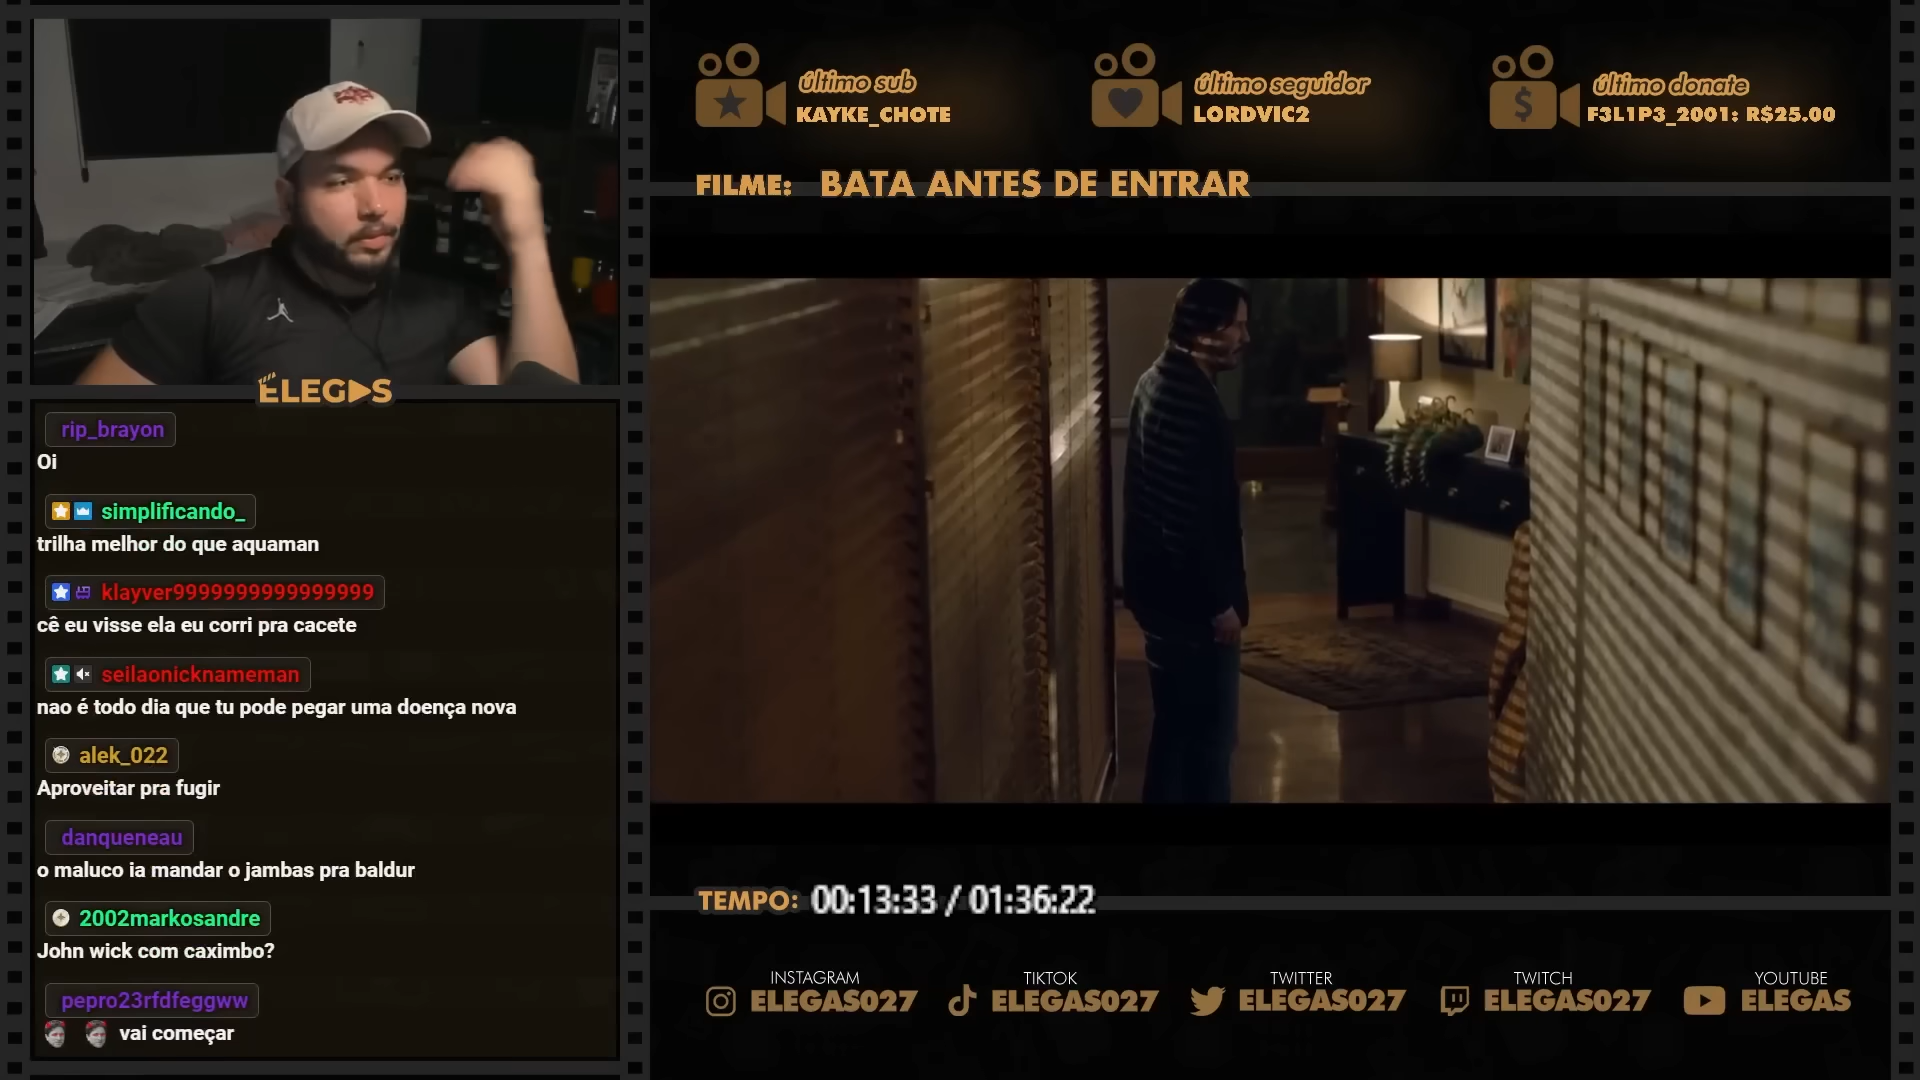 último sub
KAYKE_CHOTE
último seguidor
LORDVIC2
último donate
F3L1P3_2001: R$25.00
FILME: BATA ANTES DE ENTRAR
ELEGAS
rip_brayon
Oi
simplificando_
trilha melhor do que aquaman
klayver9999999999999999
cê eu visse ela eu corri pra cacete
seilaonicknameman
nao é todo dia que tu pode pegar uma doença nova
alek_022
Aproveitar pra fugir
danqueneau
o maluco ia mandar o jambas pra baldur
2002markosandre
John wick com caximbo?
pepro23rfdfeggww
vai começar
TEMPO: 00:13:33 / 01:36:22
INSTAGRAM
ELEGAS027
TIKTOK
ELEGAS027
TWITTER
ELEGAS027
TWITCH
ELEGAS027
YOUTUBE
ELEGAS